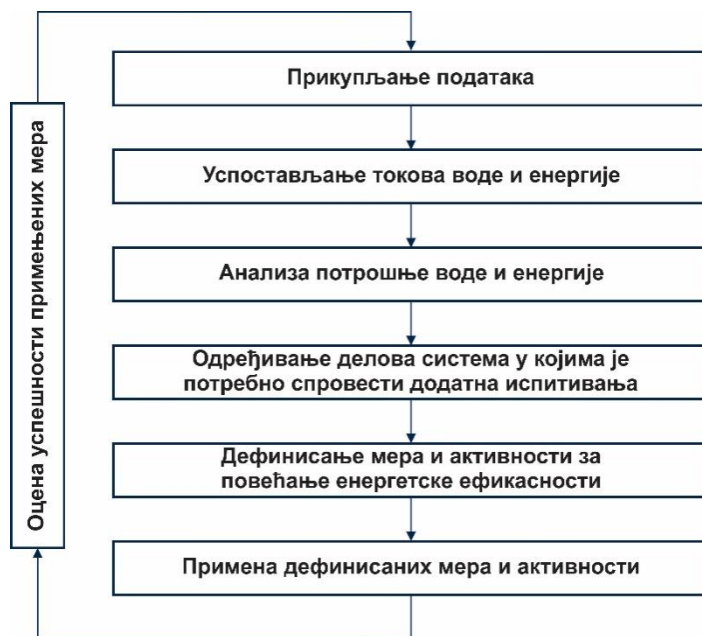 Прикупљање података
Успостављање токова воде и енергије
Анализа потрошње воде и енергије
Одређивање делова система у којима је
потребно спровести додатна испитивања
Дефинисање мера и активности за
повећање енергетске ефикасности
Примена дефинисаних мера и активности
Оцена успешности примењених мера